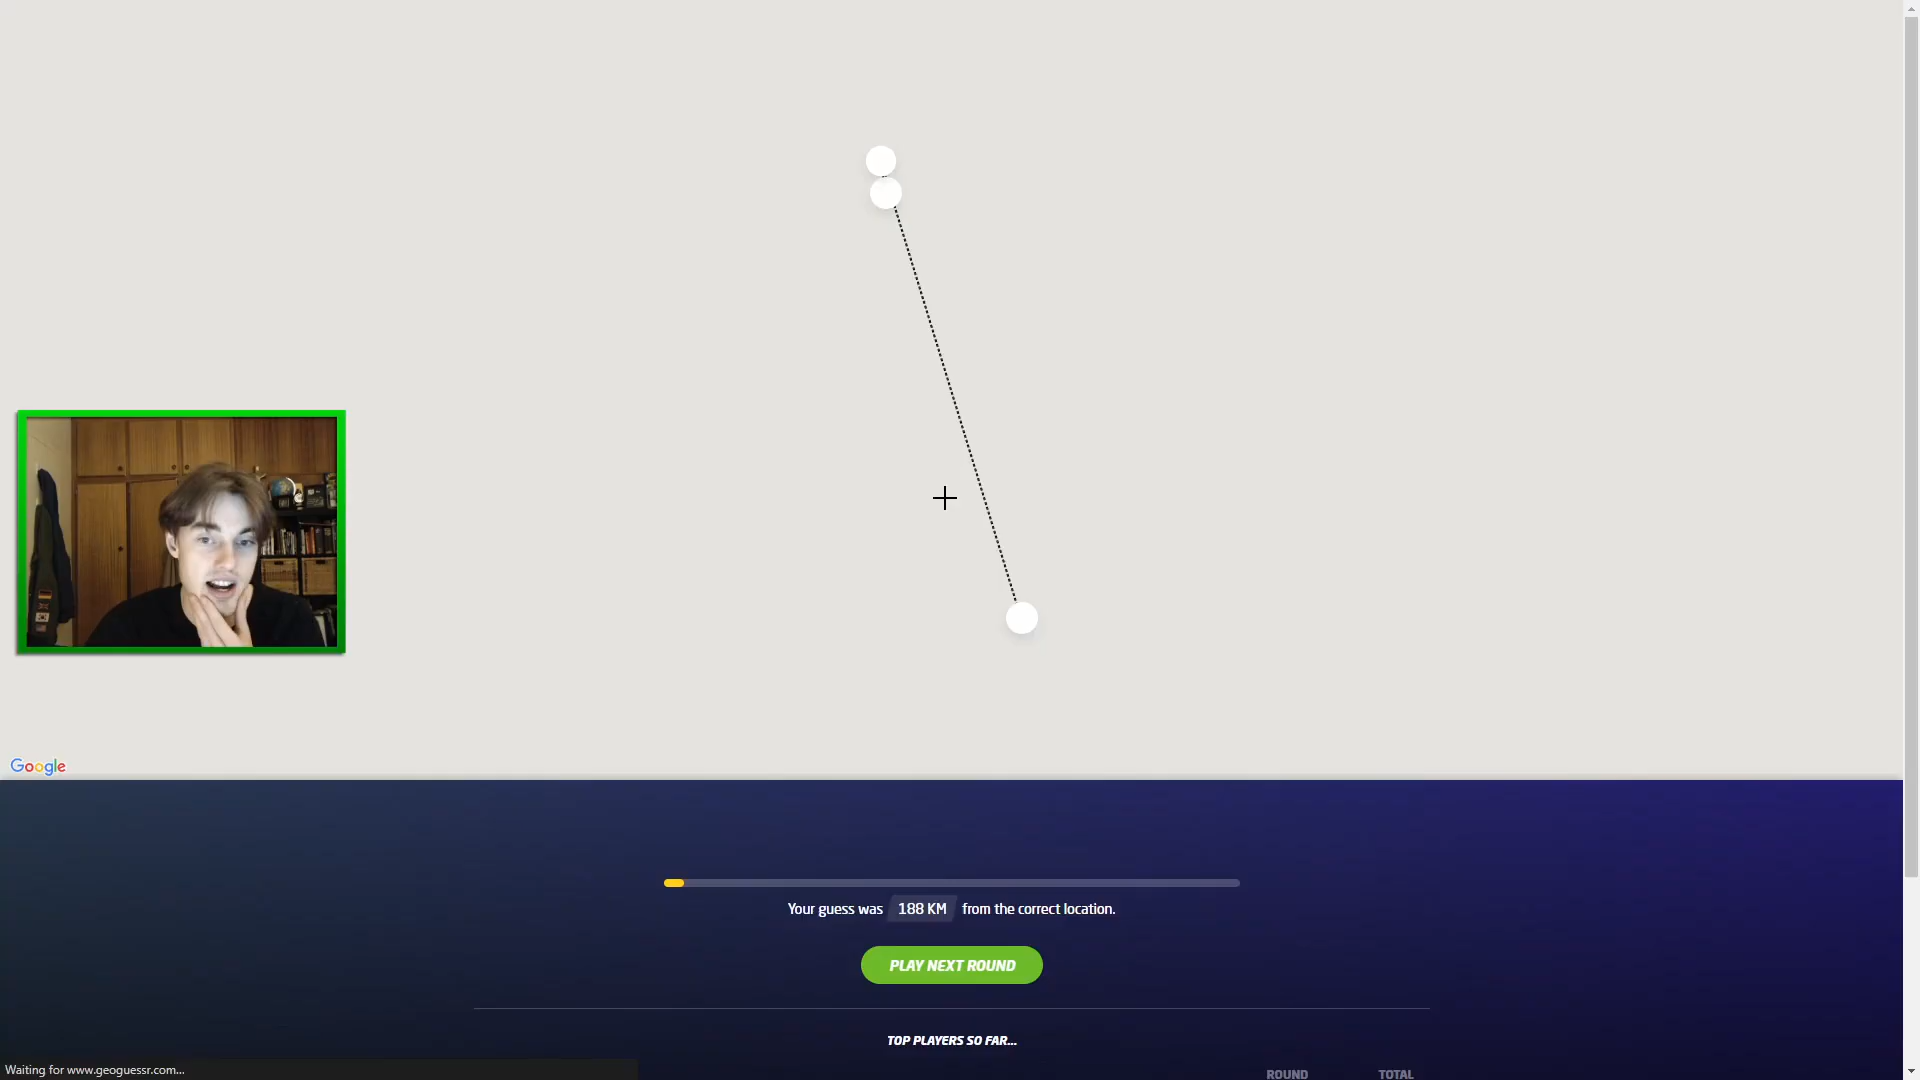 Google
Your guess was 188 KM from the correct location.
PLAY NEXT ROUND
TOP PLAYERS SO FAR...
Waiting for www.geoguessr.com...
ROUND TOTAL